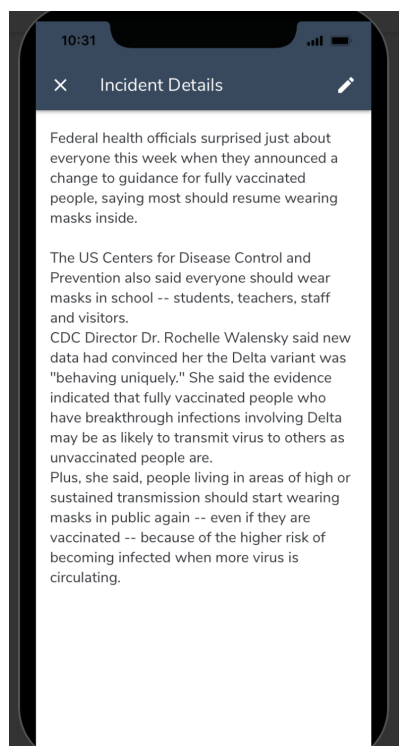 10:31
Incident Details
Federal health officials surprised just about
everyone this week when they announced a
change to guidance for fully vaccinated
people, saying most should resume wearing
masks inside.
The US Centers for Disease Control and
Prevention also said everyone should wear
masks in school -- students, teachers, staff
and visitors.
CDC Director Dr. Rochelle Walensky said new
data had convinced her the Delta variant was
"behaving uniquely." She said the evidence
indicated that fully vaccinated people who
have breakthrough infections involving Delta
may be as likely to transmit virus to others as
unvaccinated people are.
Plus, she said, people living in areas of high or
sustained transmission should start wearing
masks in public again -- even if they are
vaccinated -- because of the higher risk of
becoming infected when more virus is
circulating.